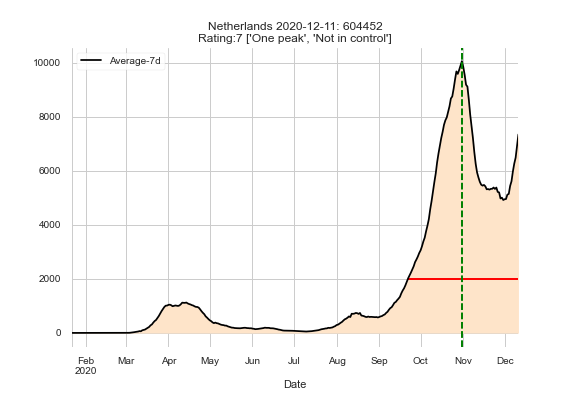 Netherlands 2020-12-11: 604452
Rating:7 ['One peak', 'Not in control']
Average-7d
10000
8000
6000
4000
2000
0
Feb Mar Apr May Jun Jul Aug Sep Oct Nov Dec
2020
Date